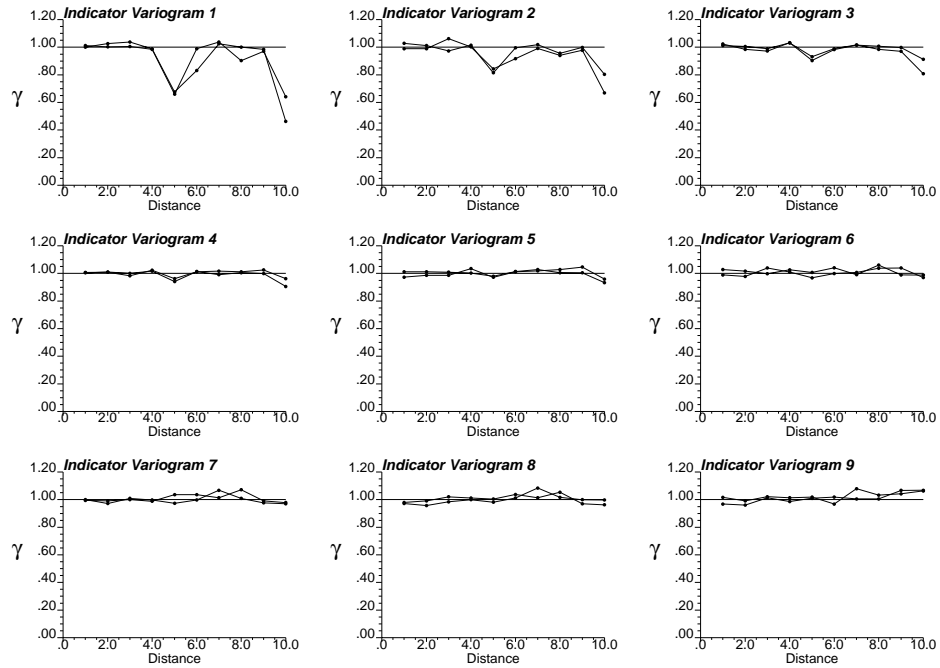 Indicator Variogram 1
γ
1.20
1.00
.80
.60
.40
.20
.00
.0 2.0 4.0 6.0 8.0 10.0
Distance
Indicator Variogram 2
γ
1.20
1.00
.80
.60
.40
.20
.00
.0 2.0 4.0 6.0 8.0 10.0
Distance
Indicator Variogram 3
γ
1.20
1.00
.80
.60
.40
.20
.00
.0 2.0 4.0 6.0 8.0 10.0
Distance
Indicator Variogram 4
γ
1.20
1.00
.80
.60
.40
.20
.00
.0 2.0 4.0 6.0 8.0 10.0
Distance
Indicator Variogram 5
γ
1.20
1.00
.80
.60
.40
.20
.00
.0 2.0 4.0 6.0 8.0 10.0
Distance
Indicator Variogram 6
γ
1.20
1.00
.80
.60
.40
.20
.00
.0 2.0 4.0 6.0 8.0 10.0
Distance
Indicator Variogram 7
γ
1.20
1.00
.80
.60
.40
.20
.00
.0 2.0 4.0 6.0 8.0 10.0
Distance
Indicator Variogram 8
γ
1.20
1.00
.80
.60
.40
.20
.00
.0 2.0 4.0 6.0 8.0 10.0
Distance
Indicator Variogram 9
γ
1.20
1.00
.80
.60
.40
.20
.00
.0 2.0 4.0 6.0 8.0 10.0
Distance